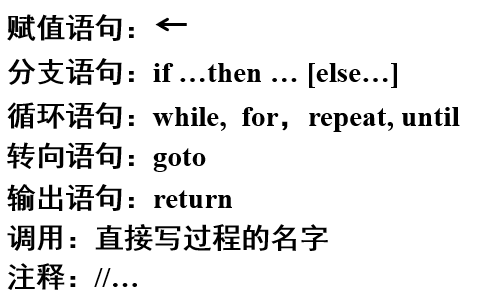 赋值语句：←
分支语句：if …then … [else…]
循环语句：while,  for，repeat, until
转向语句：goto
输出语句：return
调用：直接写过程的名字
注释：//…